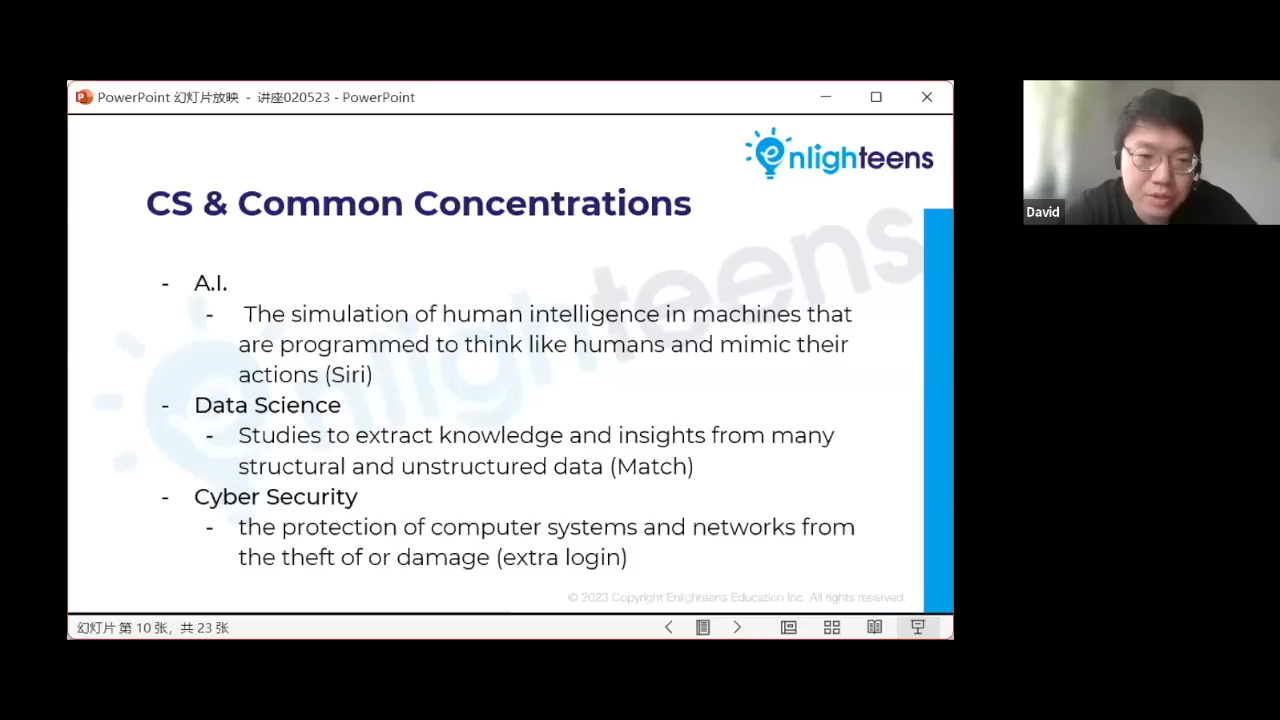 PowerPoint 幻灯片放映 - 讲座020523 - PowerPoint
enlighteens
CS & Common Concentrations
- A.I.
- The simulation of human intelligence in machines that
are programmed to think like humans and mimic their
actions (Siri)
- Data Science
- Studies to extract knowledge and insights from many
structural and unstructured data (Match)
- Cyber Security
- the protection of computer systems and networks from
the theft of or damage (extra login)
enlighteens
© 2023 Copyright Enlighteens Education Inc. All rights reserved.
幻灯片 第 10 张，共 23 张
David